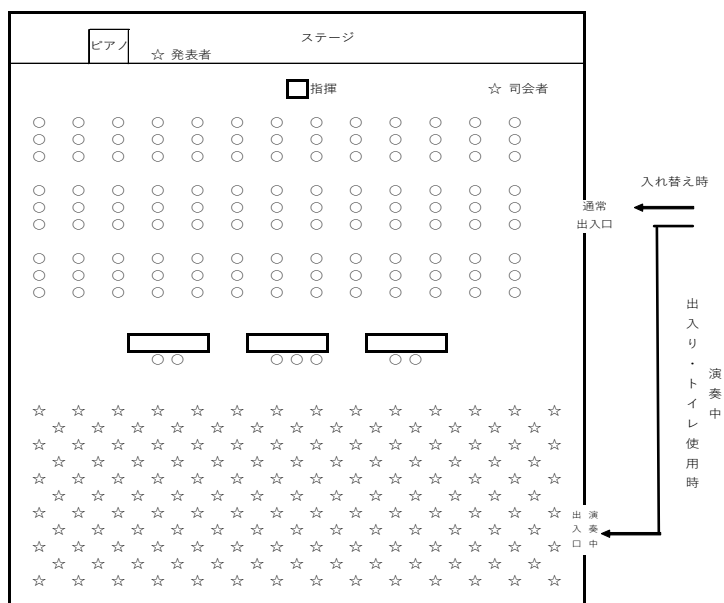 ステージ
ピアノ
☆ 発表者
指揮
☆ 司会者
入れ替え時
通常
出入口
演奏中
出入り・トイレ使用時
演奏中
出入口